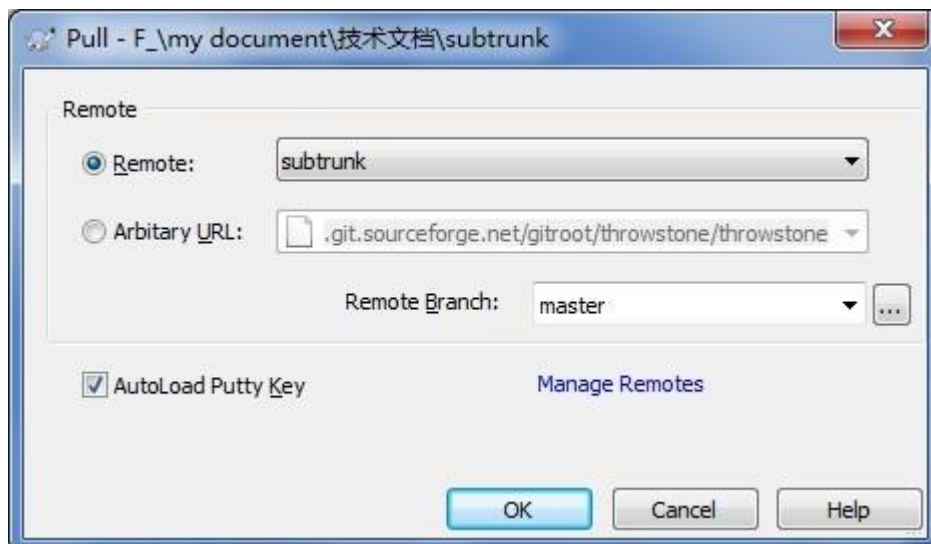 Pull - F_\my document\技术文档\subtrunk
Remote
Remote: subtrunk
Arbitary URL: .git.sourceforge.net/gitroot/throwstone/throwstone
Remote Branch: master ...
AutoLoad Putty Key Manage Remotes
OK Cancel Help